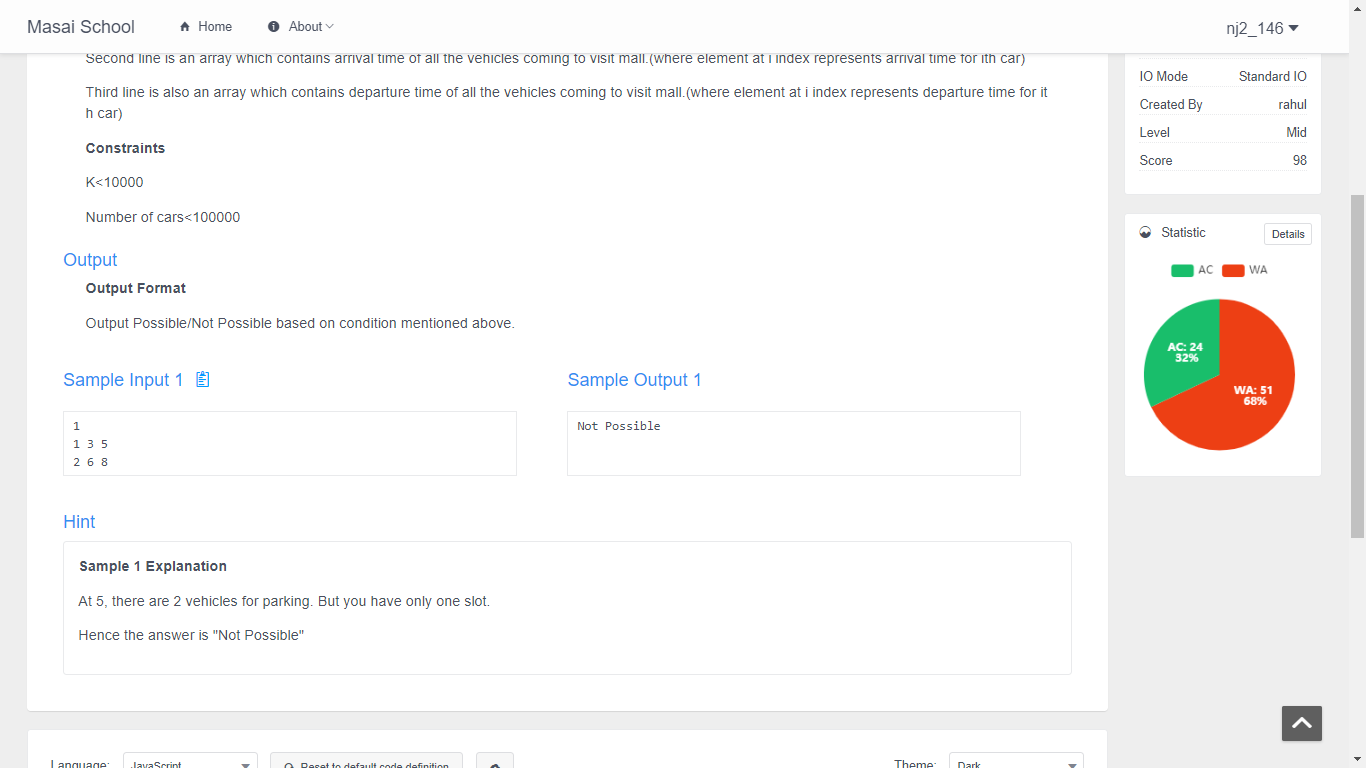 Masai School
Home
About
nj2_146
Second line is an array which contains arrival time of all the vehicles coming to visit mall.(where element at i index represents arrival time for ith car)
Third line is also an array which contains departure time of all the vehicles coming to visit mall.(where element at i index represents departure time for it
h car)
Constraints
K<10000
Number of cars<100000
Output
Output Format
Output Possible/Not Possible based on condition mentioned above.
Sample Input 1
1
1 3 5
2 6 8
Sample Output 1
Not Possible
Hint
Sample 1 Explanation
At 5, there are 2 vehicles for parking. But you have only one slot.
Hence the answer is "Not Possible"
Language:
JavaScript
Reset to default code definition
Theme:
Dark
IO Mode Standard IO
Created By rahul
Level Mid
Score 98
Statistic
Details
AC WA
AC: 24
32%
WA: 51
68%